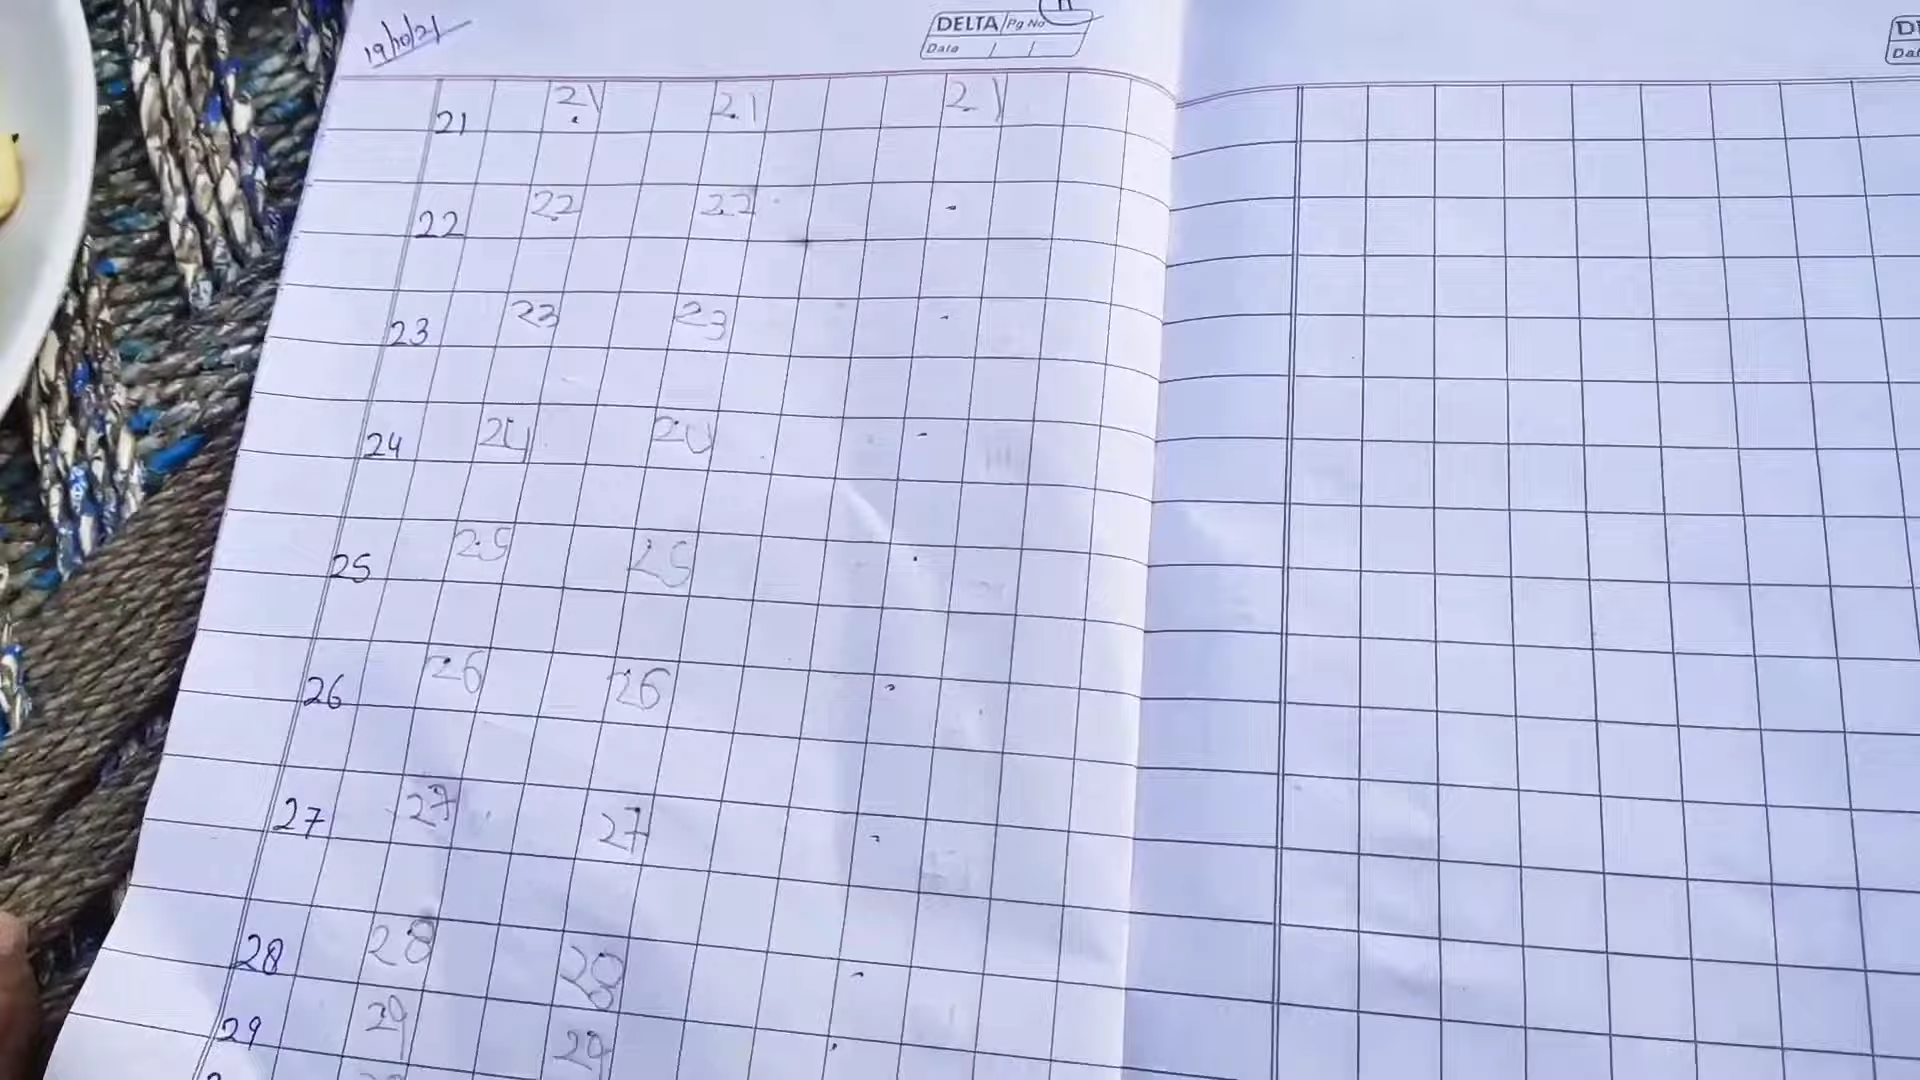 19/10/21
DELTA Pg No
Date / /
D
Dat
21 21 21 21
22 22 22
23 23 23
24 24 24
25 25 25
26 26 26
27 27 27
28 28 28
29 29 29